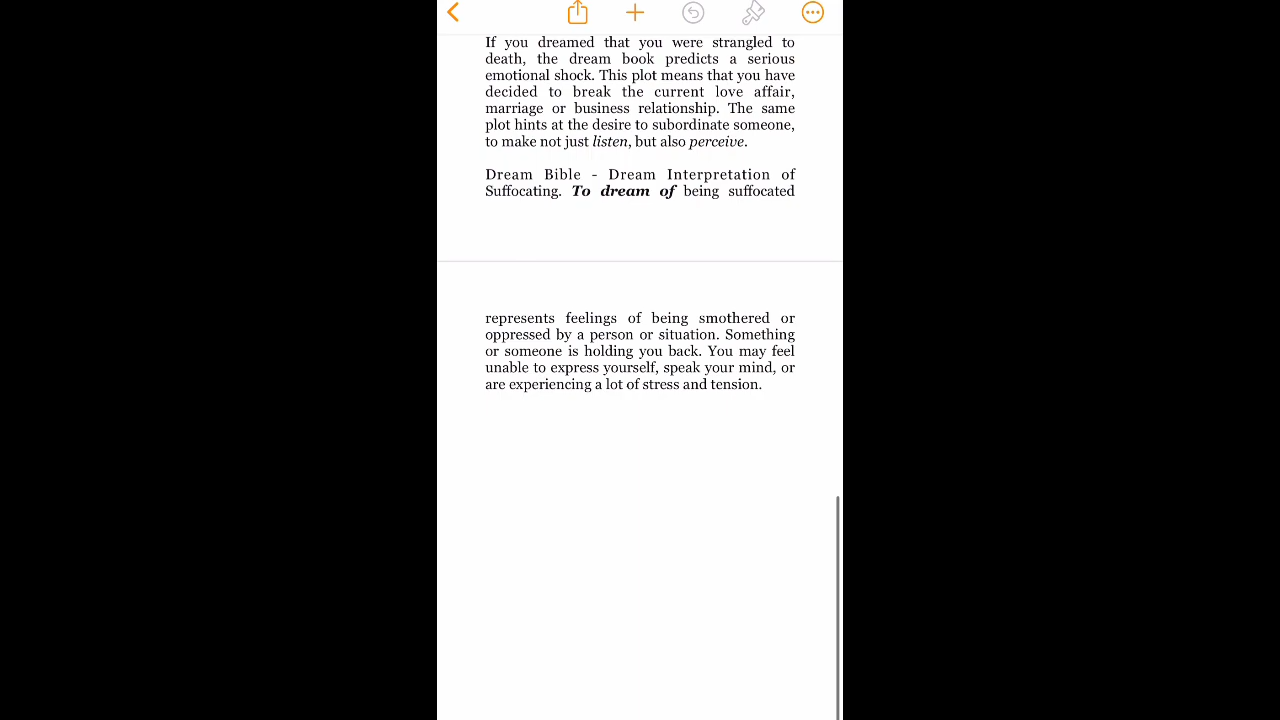 If you dreamed that you were strangled to
death, the dream book predicts a serious
emotional shock. This plot means that you have
decided to break the current love affair,
marriage or business relationship. The same
plot hints at the desire to subordinate someone,
to make not just listen, but also perceive.
Dream Bible - Dream Interpretation of
Suffocating. To dream of being suffocated
represents feelings of being smothered or
oppressed by a person or situation. Something
or someone is holding you back. You may feel
unable to express yourself, speak your mind, or
are experiencing a lot of stress and tension.